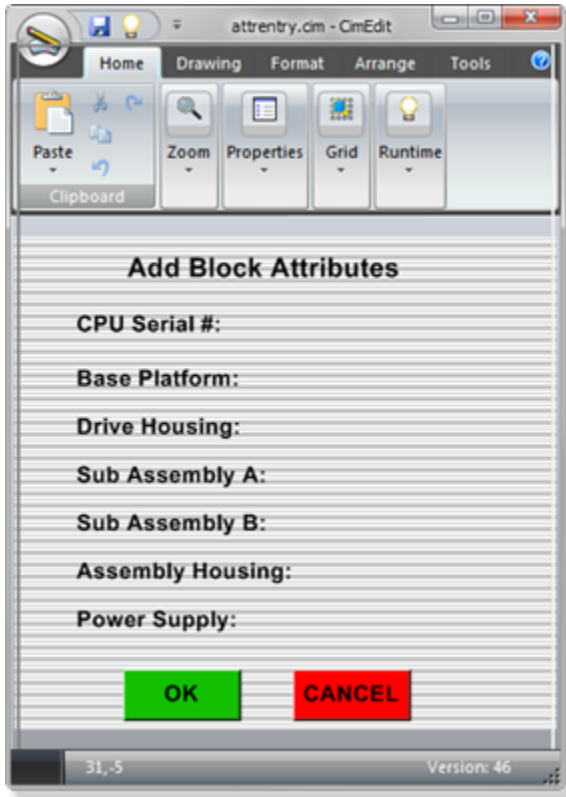 attrentry.cim - CimEdit
Home Drawing Format Arrange Tools
Paste Zoom Properties Grid Runtime
Clipboard
Add Block Attributes
CPU Serial #:
Base Platform:
Drive Housing:
Sub Assembly A:
Sub Assembly B:
Assembly Housing:
Power Supply:
OK CANCEL
31,-5 Version: 46